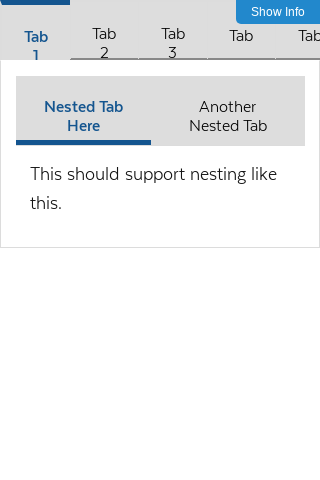 Show Info
Tab
1
Tab
2
Tab
3
Tab
Tab
Nested Tab
Here
Another
Nested Tab
This should support nesting like
this.